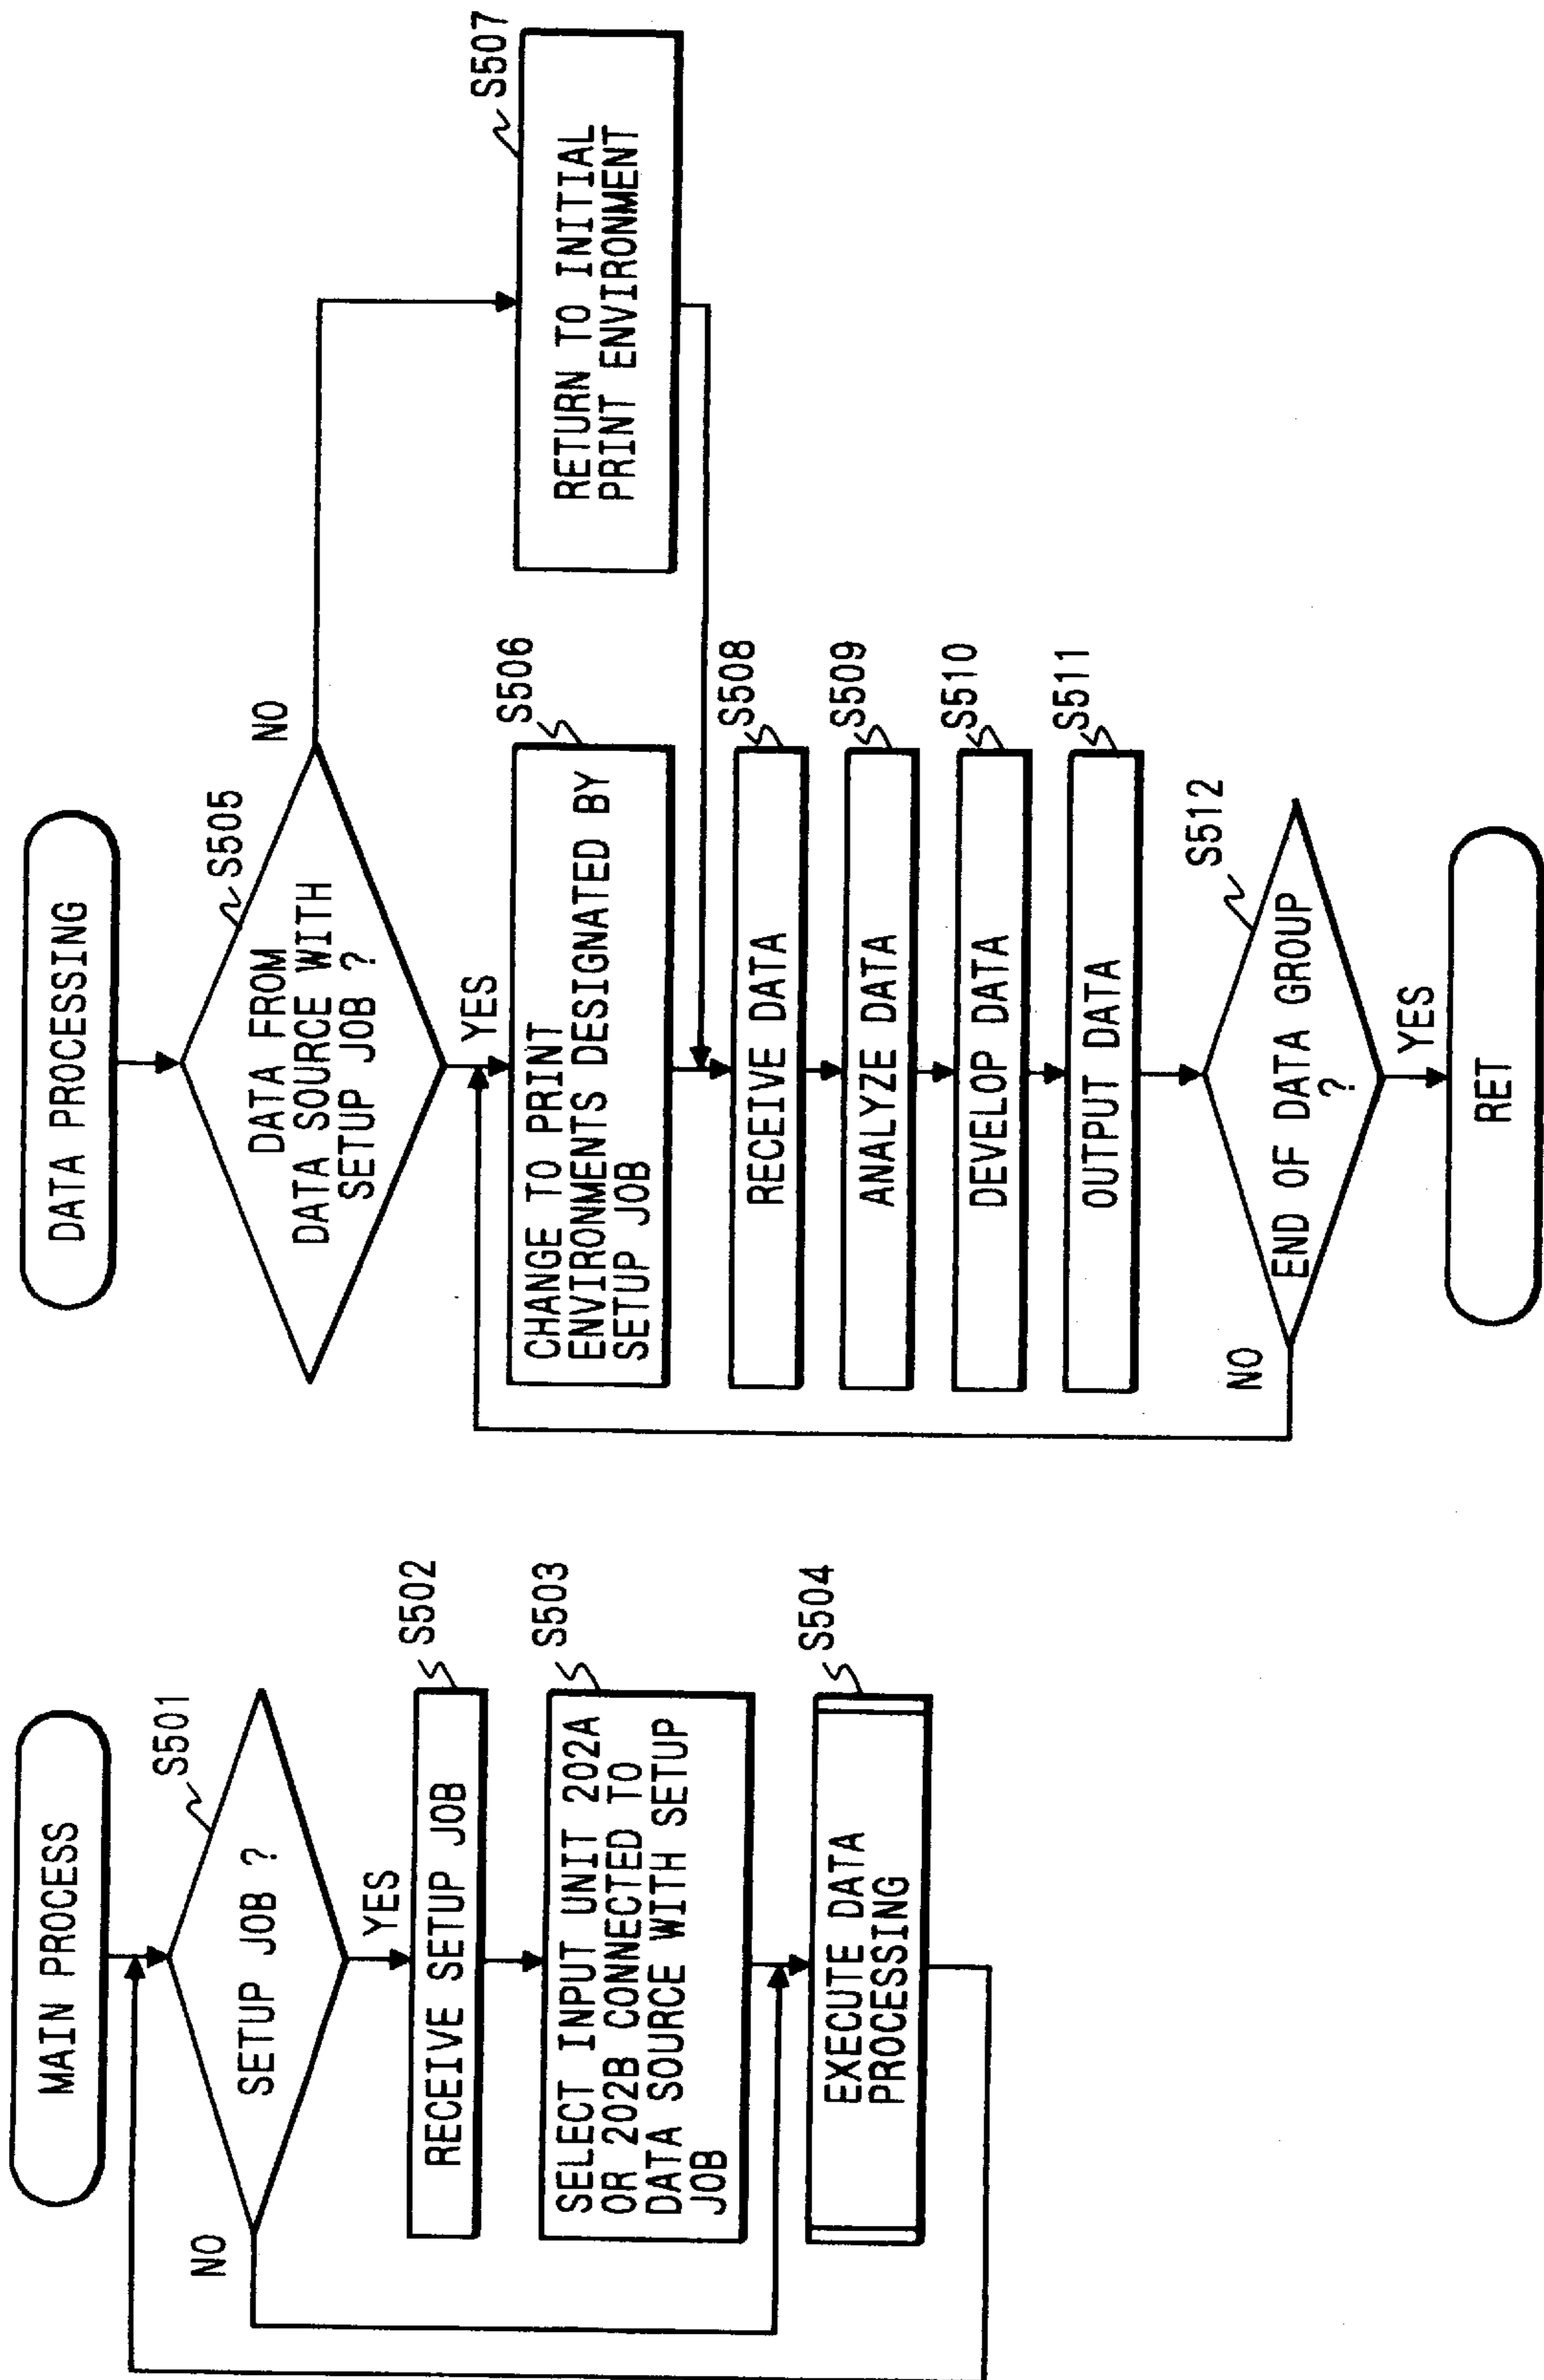 MAIN PROCESS
S501
SETUP JOB ?
NO
YES
S502
RECEIVE SETUP JOB
S503
SELECT INPUT UNIT 202A
OR 202B CONNECTED TO
DATA SOURCE WITH SETUP
JOB
S504
EXECUTE DATA
PROCESSING
DATA PROCESSING
S505
DATA FROM
DATA SOURCE WITH
SETUP JOB ?
NO
YES
S506
CHANGE TO PRINT
ENVIRONMENTS DESIGNATED BY
SETUP JOB
S507
RETURN TO INITIAL
PRINT ENVIRONMENT
S508
RECEIVE DATA
S509
ANALYZE DATA
S510
DEVELOP DATA
S511
OUTPUT DATA
S512
END OF DATA GROUP
?
NO
YES
RET